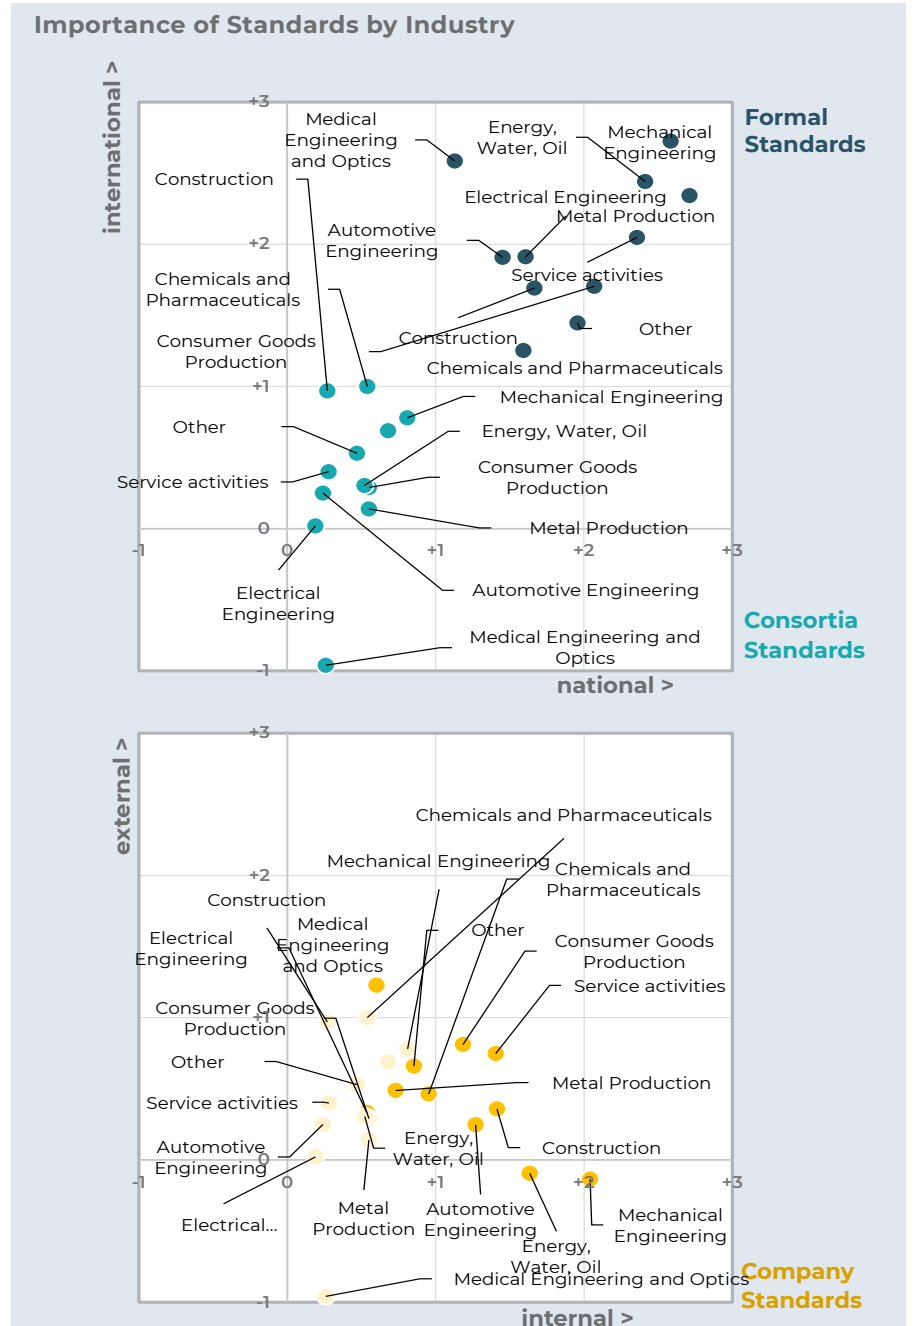 Importance of Standards by Industry
international >
+3
Medical
Engineering
and Optics
Energy,
Water, Oil
Mechanical
Engineering
Formal
Standards
Construction
Electrical Engineering
Metal Production
Automotive
Engineering
+2
Service activities
Chemicals and
Pharmaceuticals
Other
Construction
Consumer Goods
Production
Chemicals and Pharmaceuticals
+1
Mechanical Engineering
Other
Energy, Water, Oil
Consumer Goods
Production
Service activities
0
Metal Production
-1
0
+1
+2
+3
Electrical
Engineering
Automotive Engineering
Consortia
Standards
Medical Engineering and
Optics
-1
national >
external >
+3
Chemicals and Pharmaceuticals
Mechanical Engineering
Chemicals and
Pharmaceuticals
+2
Construction
Medical
Engineering
and Optics
Other
Electrical
Engineering
Consumer Goods
Production
Service activities
Consumer Goods
Production
+1
Other
Metal Production
Service activities
Energy,
Water, Oil
Construction
Automotive
Engineering
0
-1
0
+1
+2
+3
Metal
Production
Automotive
Engineering
Mechanical
Engineering
Electrical...
Energy,
Water, Oil
Medical Engineering and Optics
Company
Standards
-1
internal >